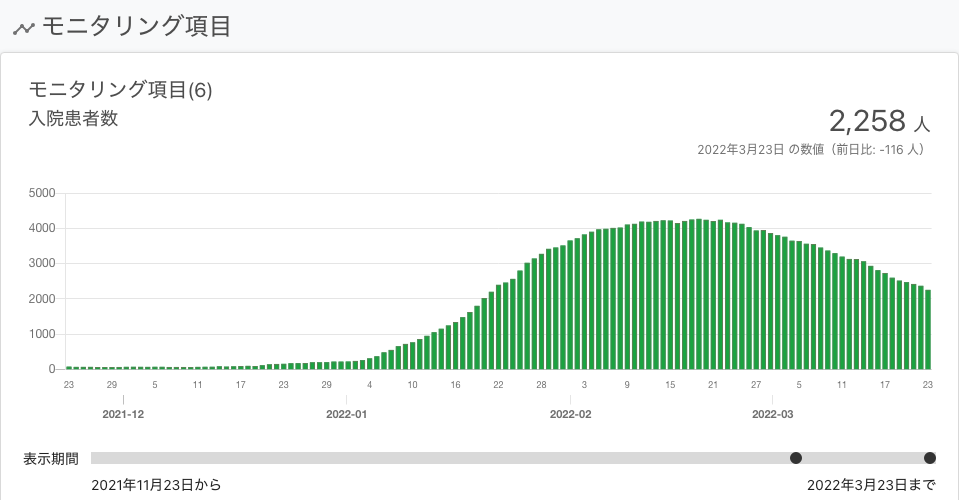 モニタリング項目
モニタリング項目(6)
入院患者数
2,258 人
2022年3月23日 の数値（前日比: -116 人）
5000
4000
3000
2000
1000
0
23 29 5 11 17 23 29 4 10 16 22 28 3 9 15 21 27 5 11 17 23
2021-12 2022-01 2022-02 2022-03
表示期間
2021年11月23日から 2022年3月23日まで